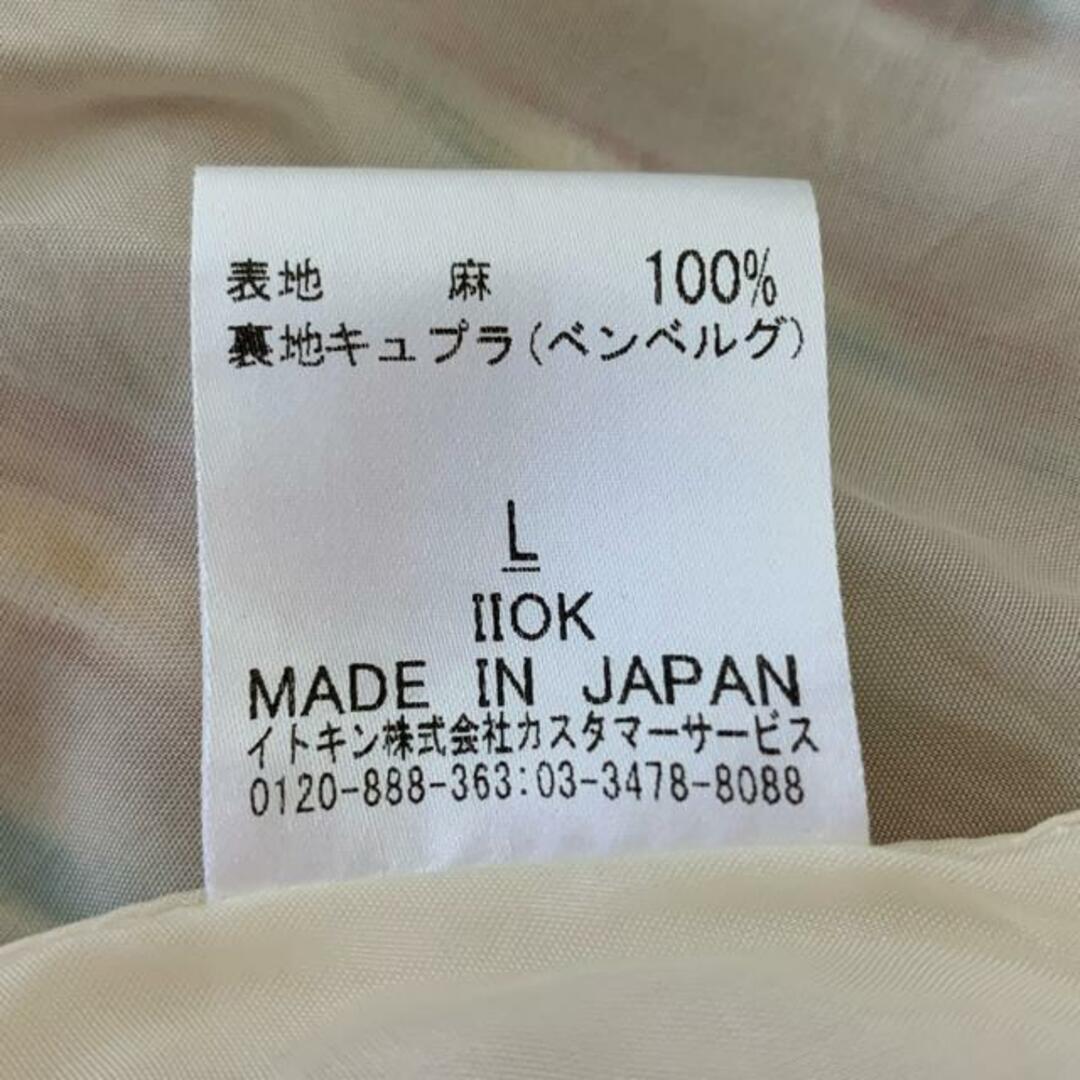 表地 麻 100%
裏地キュプラ(ベンベルグ)
L
IIOK
MADE IN JAPAN
イトキン株式会社カスタマーサービス
0120-888-363:03-3478-8088